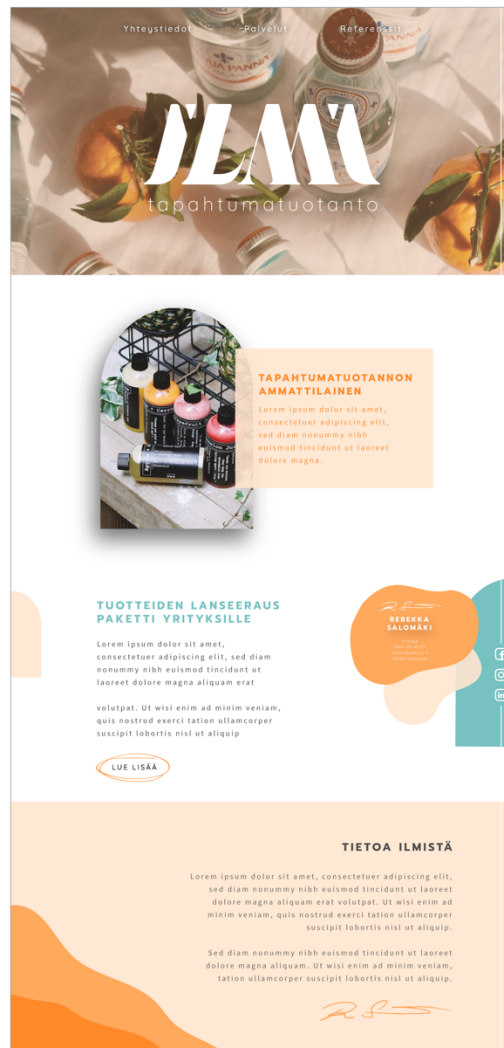 Yhteystiedot
Palvelut
Referenssit
ILMI
tapahtumatuotanto
TAPAHTUMATUOTANNON
AMMATTILAINEN
Lorem ipsum dolor sit amet,
consectetuer adipiscing elit,
sed diam nonummy nibh
euismod tincidunt ut laoreet
dolore magna.
TUOTTEIDEN LANSEERAUS
PAKETTI YRITYKSILLE
Lorem ipsum dolor sit amet,
consectetuer adipiscing elit, sed diam
nonummy nibh euismod tincidunt ut
laoreet dolore magna aliquam erat
volutpat. Ut wisi enim ad minim veniam,
quis nostrud exerci tation ullamcorper
suscipit lobortis nisl ut aliquip
LUE LISÄÄ
REBEKKA
SALOMÄKI
TIETOA ILMISTÄ
Lorem ipsum dolor sit amet, consectetuer adipiscing elit,
sed diam nonummy nibh euismod tincidunt ut laoreet
dolore magna aliquam erat volutpat. Ut wisi enim ad
minim veniam, quis nostrud exerci tation ullamcorper
suscipit lobortis nisl ut aliquip.
Sed diam nonummy nibh euismod tincidunt ut laoreet
dolore magna aliquam. Ut wisi enim ad minim veniam,
tation ullamcorper suscipit lobortis nisl ut aliquip.